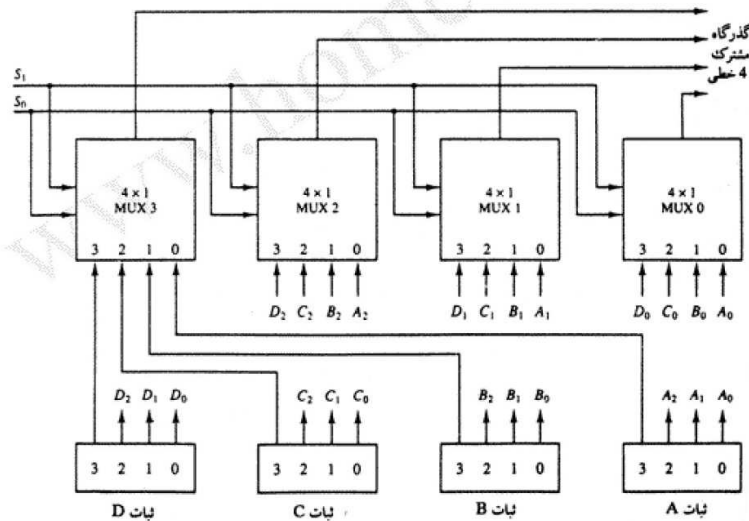 گذرگاه
مشترك
4 خطی
S₁
S₀
4 × 1
MUX 3
3 2 1 0
4 × 1
MUX 2
3 2 1 0
4 × 1
MUX 1
3 2 1 0
4 × 1
MUX 0
3 2 1 0
D₂ C₂ B₂ A₂
D₁ C₁ B₁ A₁
D₀ C₀ B₀ A₀
D₂ D₁ D₀
C₂ C₁ C₀
B₂ B₁ B₀
A₂ A₁ A₀
3 2 1 0
3 2 1 0
3 2 1 0
3 2 1 0
ثبات D
ثبات C
ثبات B
ثبات A